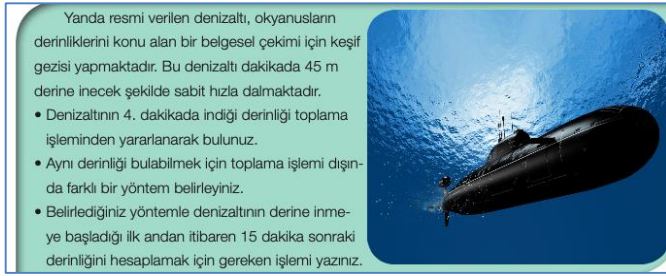 Yanda resmi verilen denizaltı, okyanusların
derinliklerini konu alan bir belgesel çekimi için keşif
gezisi yapmaktadır. Bu denizaltı dakikada 45 m
derine inecek şekilde sabit hızla dalmaktadır.
• Denizaltının 4. dakikada indiği derinliği toplama
işleminden yararlanarak bulunuz.
• Aynı derinliği bulabilmek için toplama işlemi dışın-
da farklı bir yöntem belirleyiniz.
• Belirlediğiniz yöntemle denizaltının derine inme-
ye başladığı ilk andan itibaren 15 dakika sonraki
derinliğini hesaplamak için gereken işlemi yazınız.